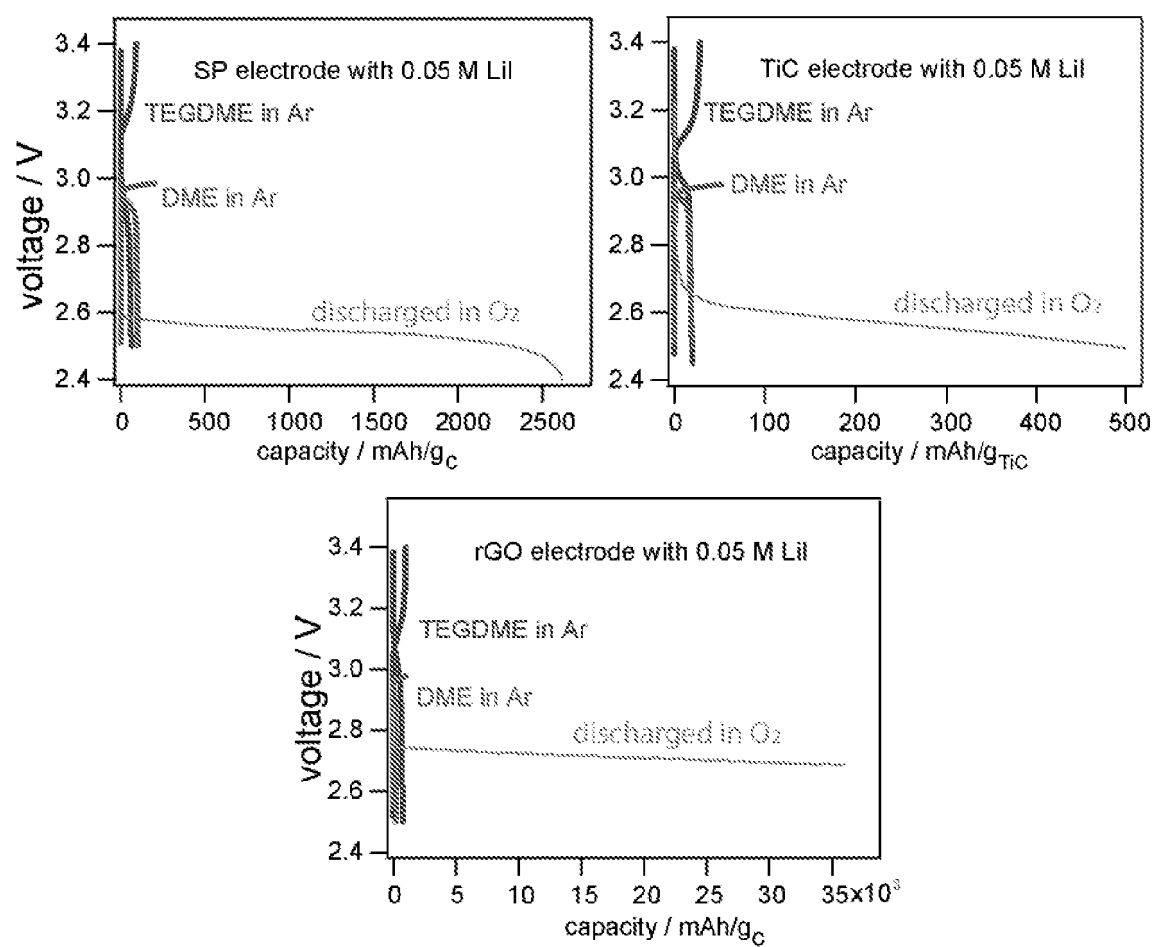 SP electrode with 0.05 M LiI
TEGDME in Ar
DME in Ar
discharged in O₂
voltage / V
3.4
3.2
3.0
2.8
2.6
2.4
0 500 1000 1500 2000 2500
capacity / mAh/gC
TiC electrode with 0.05 M LiI
TEGDME in Ar
DME in Ar
discharged in O₂
3.4
3.2
3.0
2.8
2.6
2.4
0 100 200 300 400 500
capacity / mAh/gTiC
rGO electrode with 0.05 M LiI
TEGDME in Ar
DME in Ar
discharged in O₂
voltage / V
3.4
3.2
3.0
2.8
2.6
2.4
0 5 10 15 20 25 30 35x10³
capacity / mAh/gC